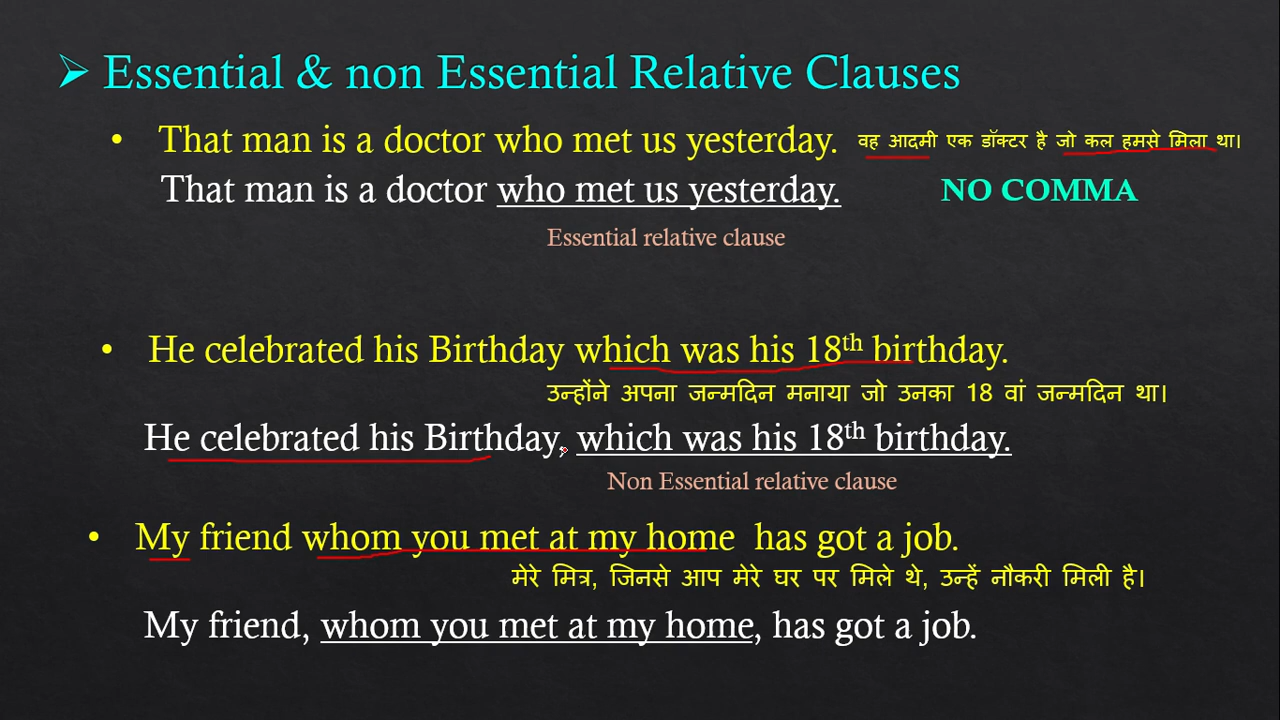 Essential & non Essential Relative Clauses
That man is a doctor who met us yesterday. वह आदमी एक डॉक्टर है जो कल हमसे मिला था।
That man is a doctor who met us yesterday. NO COMMA
Essential relative clause
He celebrated his Birthday which was his 18th birthday.
उन्होंने अपना जन्मदिन मनाया जो उनका 18 वां जन्मदिन था।
He celebrated his Birthday, which was his 18th birthday.
Non Essential relative clause
My friend whom you met at my home has got a job.
मेरे मित्र, जिनसे आप मेरे घर पर मिले थे, उन्हें नौकरी मिली है।
My friend, whom you met at my home, has got a job.